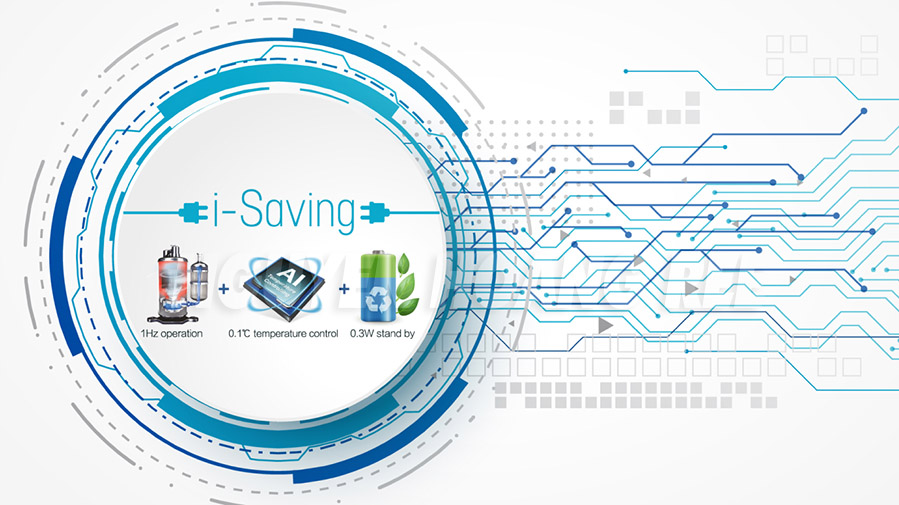 i-Saving
AI
+
+
1Hz operation
0.1℃ temperature control
0.3W stand by